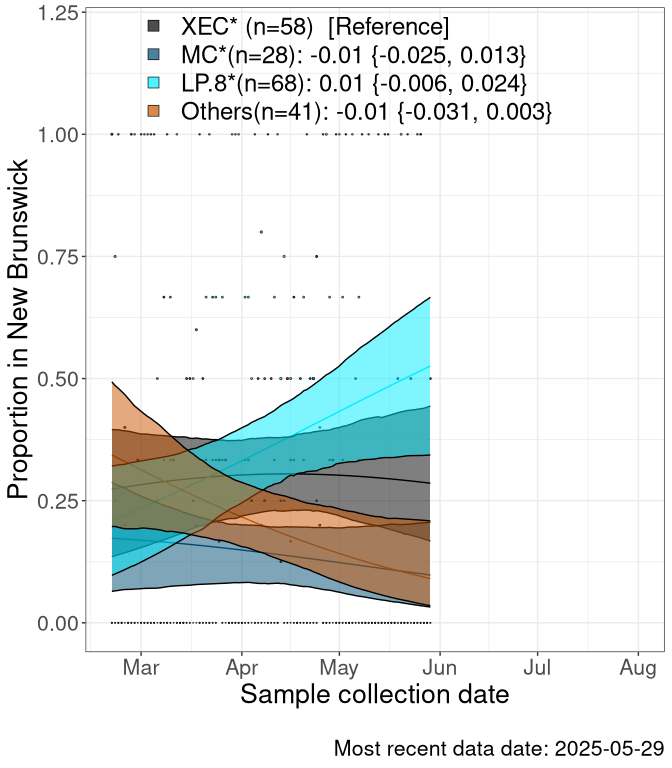 XEC* (n=58)  [Reference]
MC*(n=28): -0.01 {-0.025, 0.013}
LP.8*(n=68): 0.01 {-0.006, 0.024}
Others(n=41): -0.01 {-0.031, 0.003}
1.25
1.00
0.75
0.50
0.25
0.00
Proportion in New Brunswick
Mar Apr May Jun Jul Aug
Sample collection date
Most recent data date: 2025-05-29